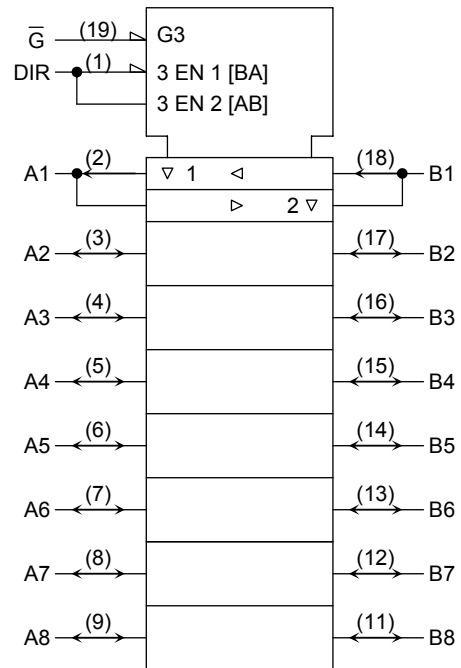 G̅ (19) G3
DIR (1) 3 EN 1 [BA]
3 EN 2 [AB]
A1 (2) ▽ 1 ◁ (18) B1
▷ 2 ▽
A2 (3) (17) B2
A3 (4) (16) B3
A4 (5) (15) B4
A5 (6) (14) B5
A6 (7) (13) B6
A7 (8) (12) B7
A8 (9) (11) B8